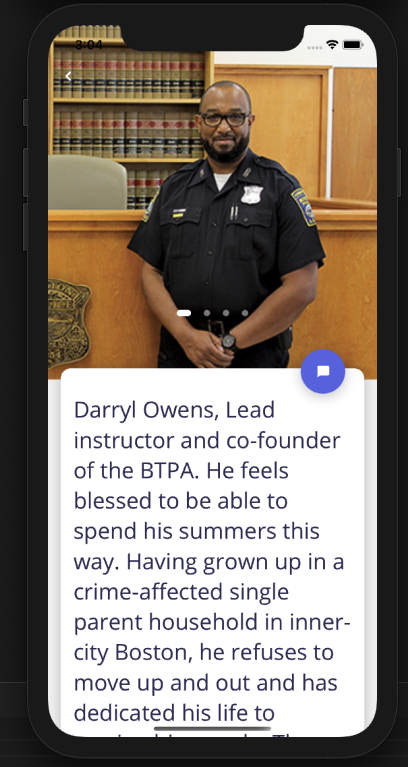 3:04
Darryl Owens, Lead
instructor and co-founder
of the BTPA. He feels
blessed to be able to
spend his summers this
way. Having grown up in a
crime-affected single
parent household in inner-
city Boston, he refuses to
move up and out and has
dedicated his life to